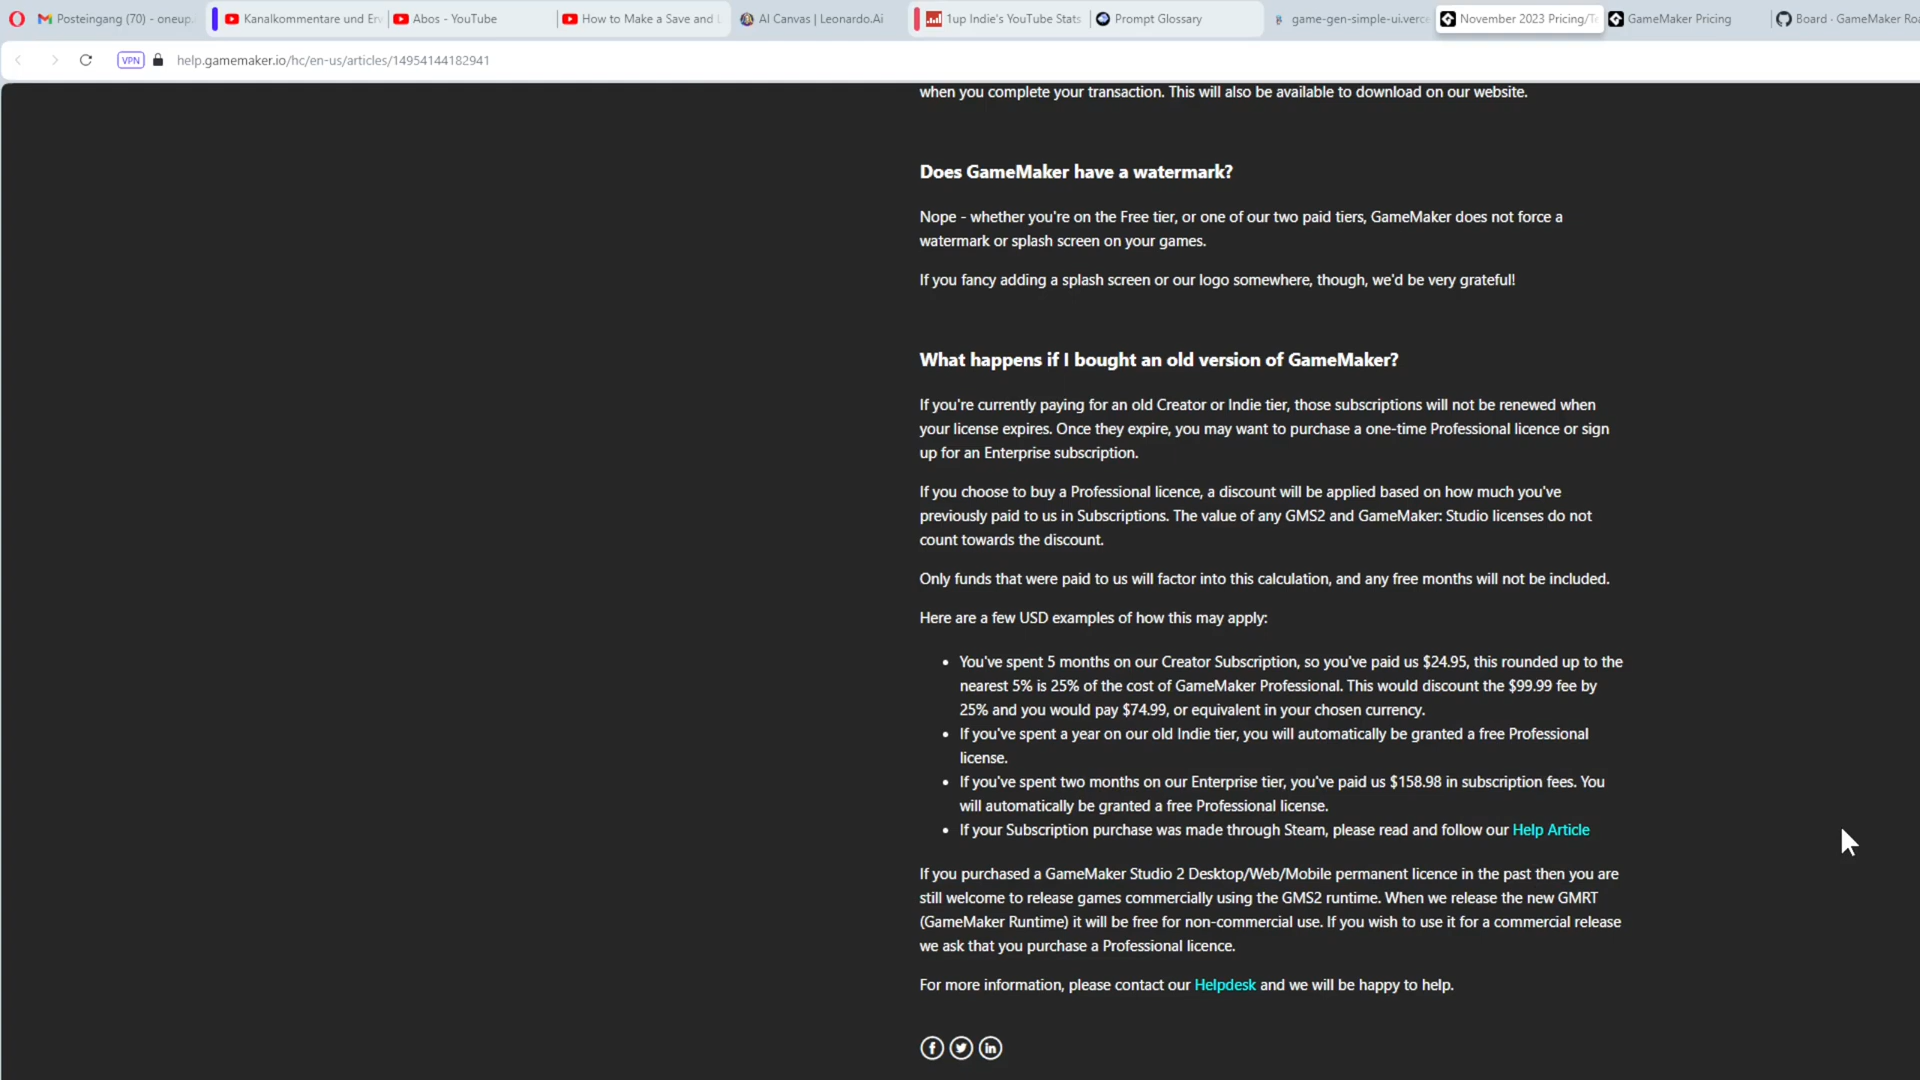 Posteingang (70) - oneup.
Kanalkommentare und Er
Abos - YouTube
How to Make a Save and
AI Canvas | Leonardo.Ai
1up Indie's YouTube Stats
Prompt Glossary
game-gen-simple-ui.verce
November 2023 Pricing/Te
GameMaker Pricing
Board · GameMaker Roa
VPN
help.gamemaker.io/hc/en-us/articles/14954144182941
when you complete your transaction. This will also be available to download on our website.
Does GameMaker have a watermark?
Nope - whether you're on the Free tier, or one of our two paid tiers, GameMaker does not force a
watermark or splash screen on your games.
If you fancy adding a splash screen or our logo somewhere, though, we'd be very grateful!
What happens if I bought an old version of GameMaker?
If you're currently paying for an old Creator or Indie tier, those subscriptions will not be renewed when
your license expires. Once they expire, you may want to purchase a one-time Professional licence or sign
up for an Enterprise subscription.
If you choose to buy a Professional licence, a discount will be applied based on how much you've
previously paid to us in Subscriptions. The value of any GMS2 and GameMaker: Studio licenses do not
count towards the discount.
Only funds that were paid to us will factor into this calculation, and any free months will not be included.
Here are a few USD examples of how this may apply:
• You've spent 5 months on our Creator Subscription, so you've paid us $24.95, this rounded up to the
nearest 5% is 25% of the cost of GameMaker Professional. This would discount the $99.99 fee by
25% and you would pay $74.99, or equivalent in your chosen currency.
• If you've spent a year on our old Indie tier, you will automatically be granted a free Professional
license.
• If you've spent two months on our Enterprise tier, you've paid us $158.98 in subscription fees. You
will automatically be granted a free Professional license.
• If your Subscription purchase was made through Steam, please read and follow our Help Article
If you purchased a GameMaker Studio 2 Desktop/Web/Mobile permanent licence in the past then you are
still welcome to release games commercially using the GMS2 runtime. When we release the new GMRT
(GameMaker Runtime) it will be free for non-commercial use. If you wish to use it for a commercial release
we ask that you purchase a Professional licence.
For more information, please contact our Helpdesk and we will be happy to help.